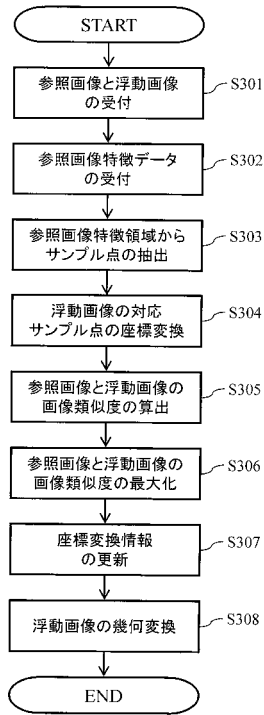 START
参照画像と浮動画像
の受付
S301
参照画像特徴データ
の受付
S302
参照画像特徴領域から
サンプル点の抽出
S303
浮動画像の対応
サンプル点の座標変換
S304
参照画像と浮動画像の
画像類似度の算出
S305
参照画像と浮動画像の
画像類似度の最大化
S306
座標変換情報
の更新
S307
浮動画像の幾何変換
S308
END